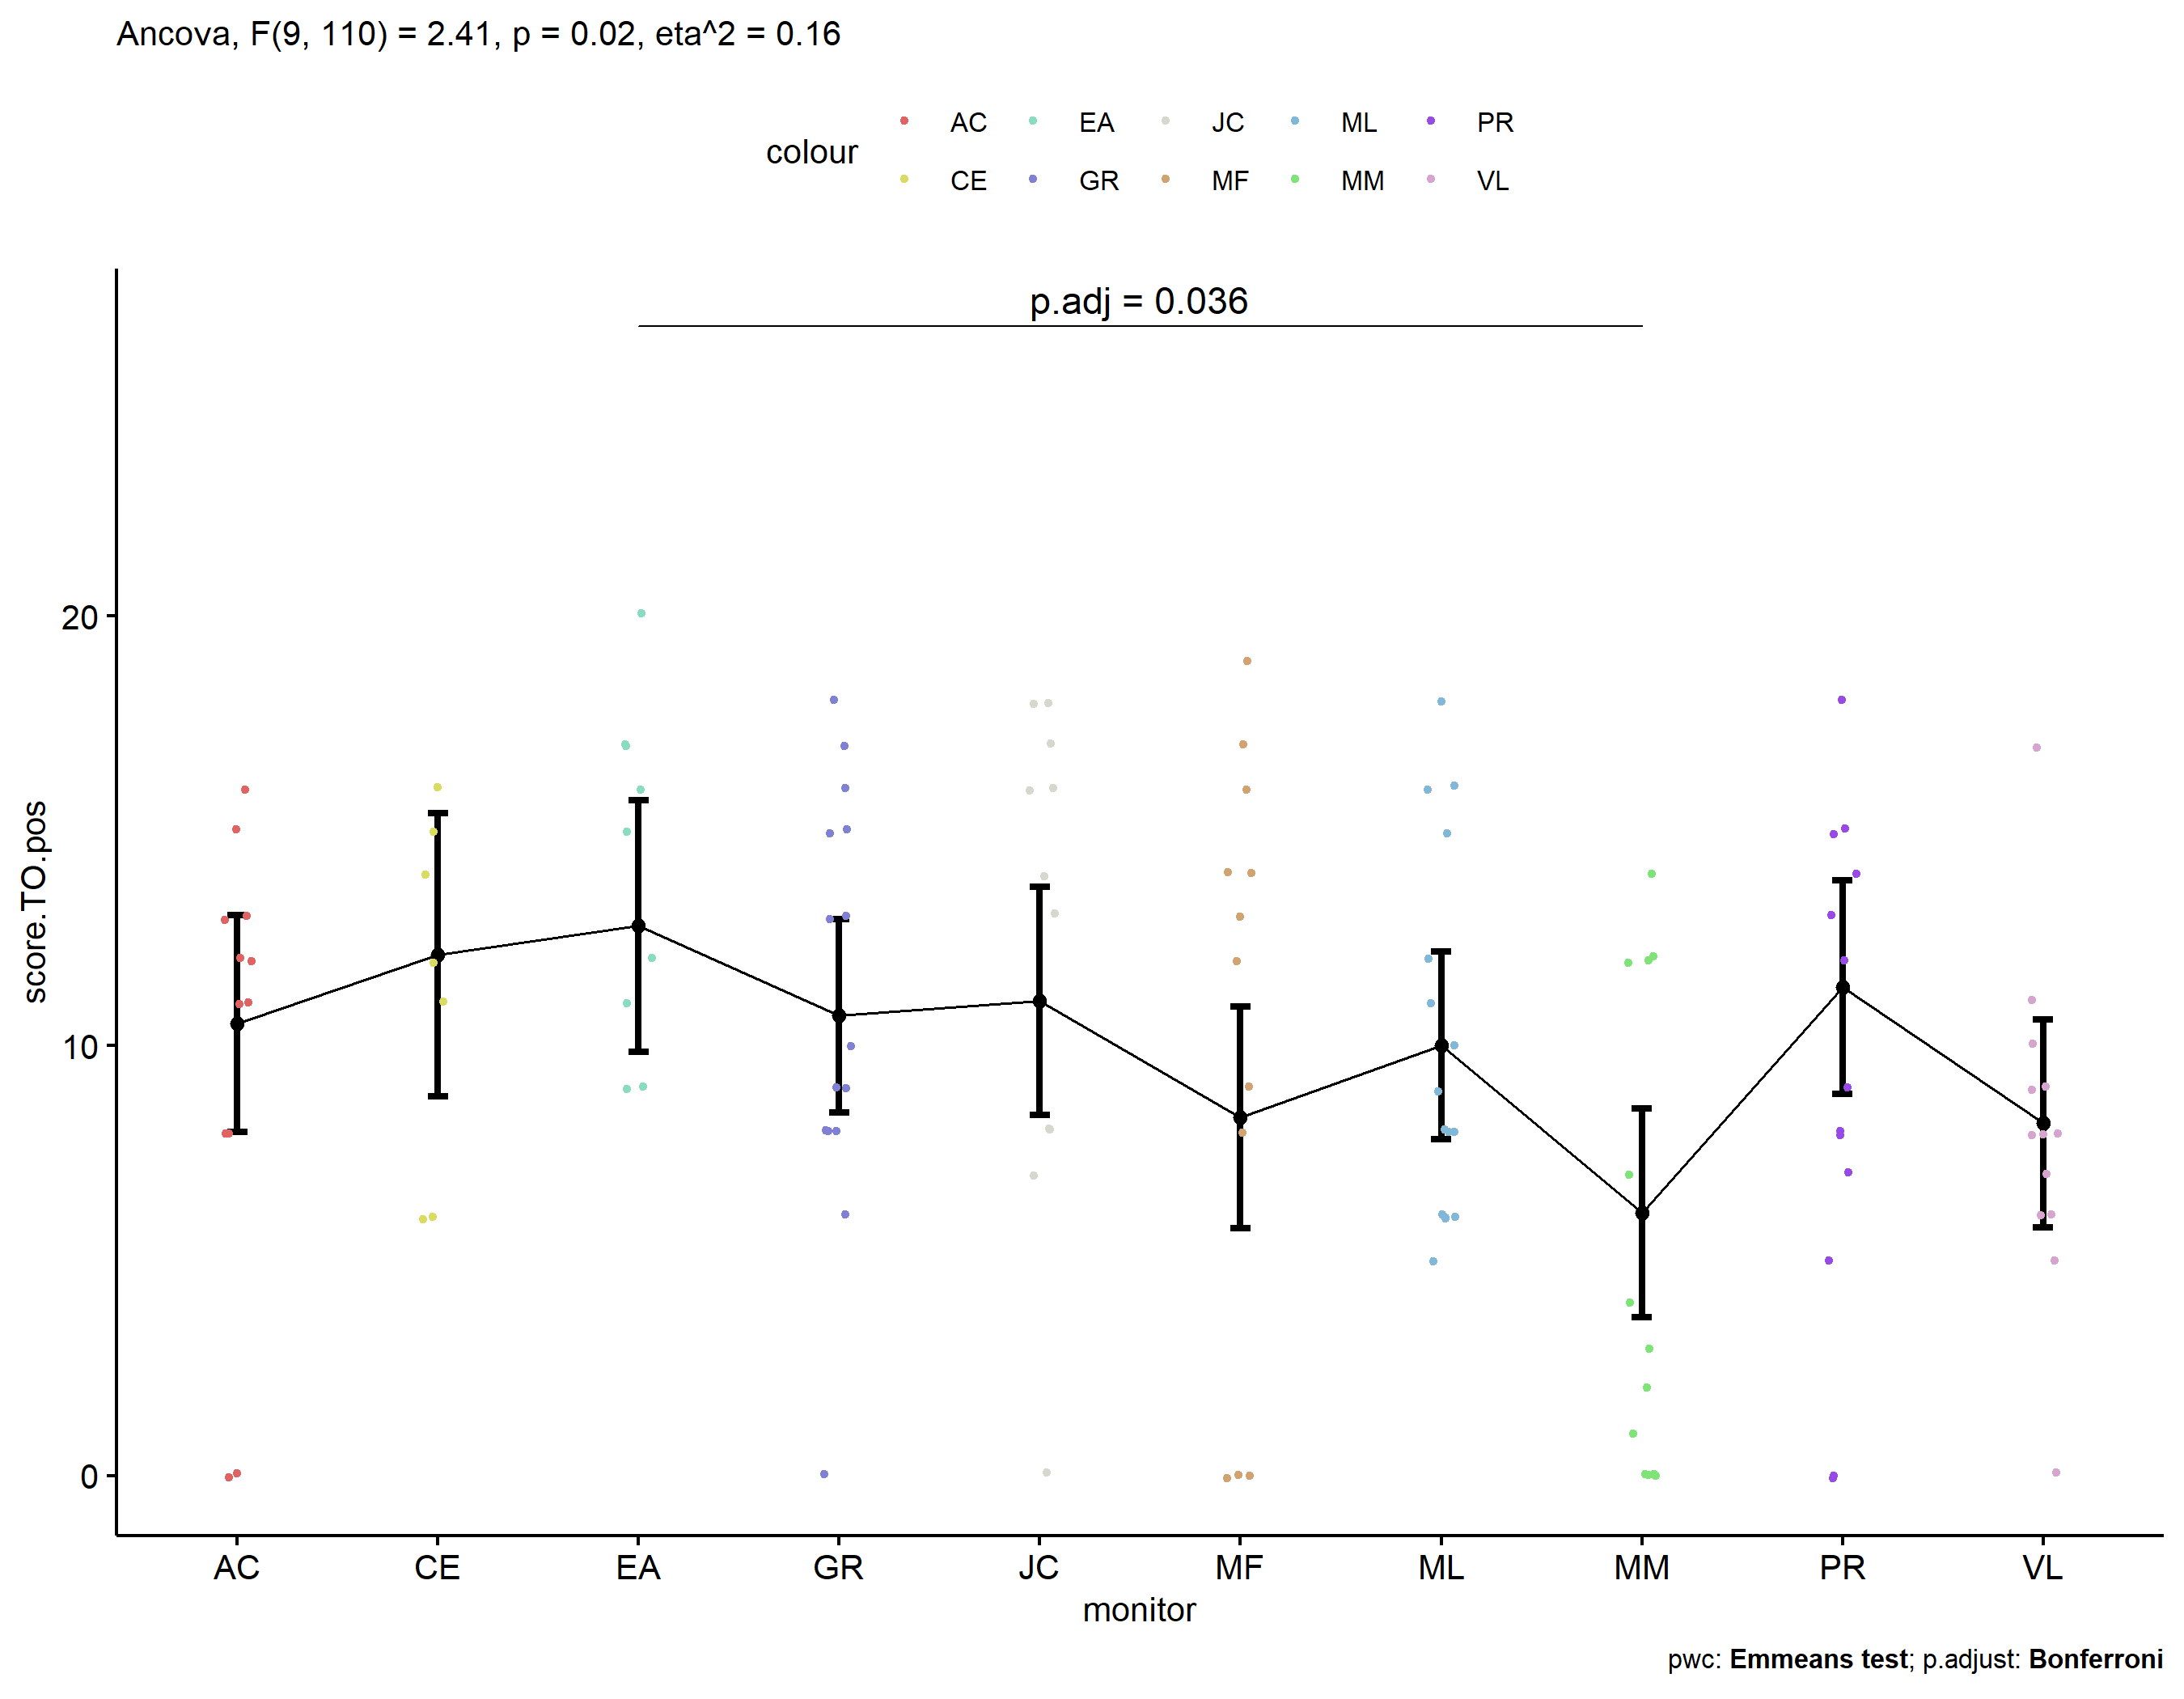 Ancova, F(9, 110) = 2.41, p = 0.02, eta^2 = 0.16
colour
AC EA JC ML PR
CE GR MF MM VL
p.adj = 0.036
score.TO.pos
20
10
0
AC CE EA GR JC MF ML MM PR VL
monitor
pwc: Emmeans test; p.adjust: Bonferroni